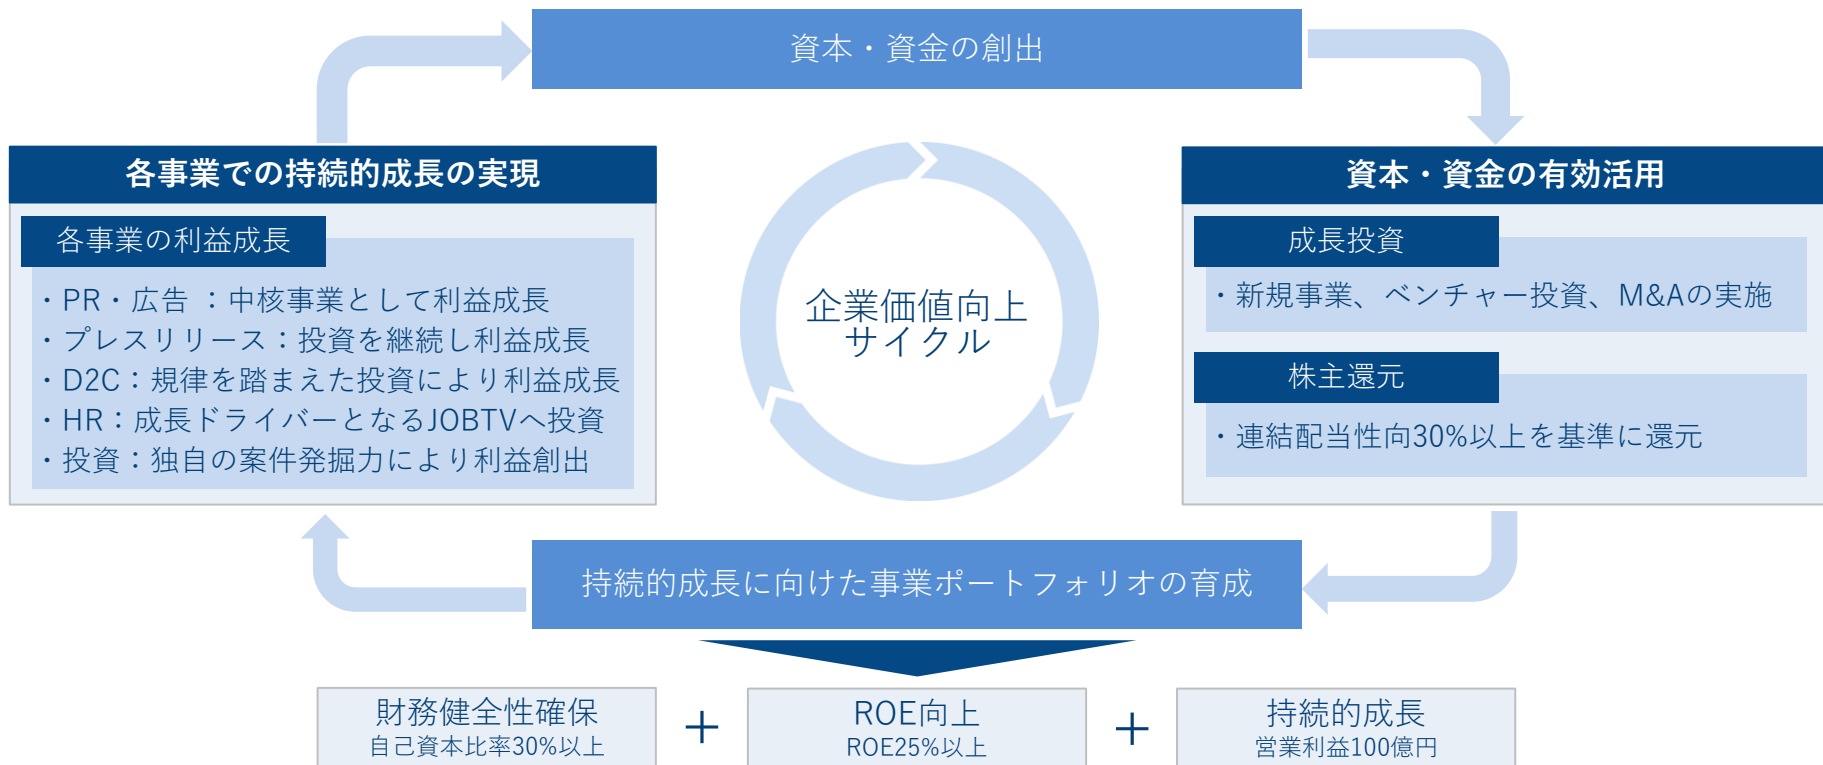 資本・資金の創出
各事業での持続的成長の実現
各事業の利益成長
・PR・広告 ：中核事業として利益成長
・プレスリリース：投資を継続し利益成長
・D2C：規律を踏まえた投資により利益成長
・HR：成長ドライバーとなるJOBTVへ投資
・投資：独自の案件発掘力により利益創出
企業価値向上
サイクル
資本・資金の有効活用
成長投資
・新規事業、ベンチャー投資、M&Aの実施
株主還元
・連結配当性向30%以上を基準に還元
持続的成長に向けた事業ポートフォリオの育成
財務健全性確保
自己資本比率30%以上
＋
ROE向上
ROE25%以上
＋
持続的成長
営業利益100億円